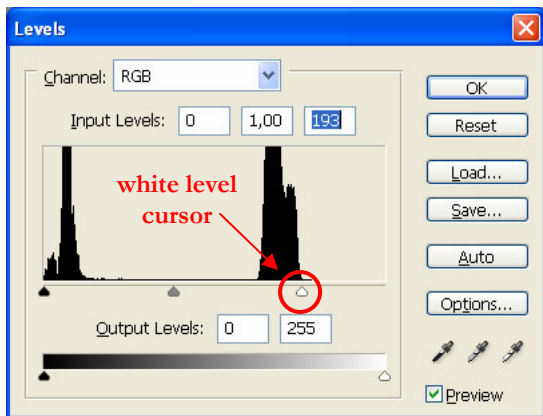 Levels
Channel: RGB
OK
Input Levels: 0 1,00 193
Reset
Load...
white level
cursor
Save...
Auto
Options...
Output Levels: 0 255
Preview